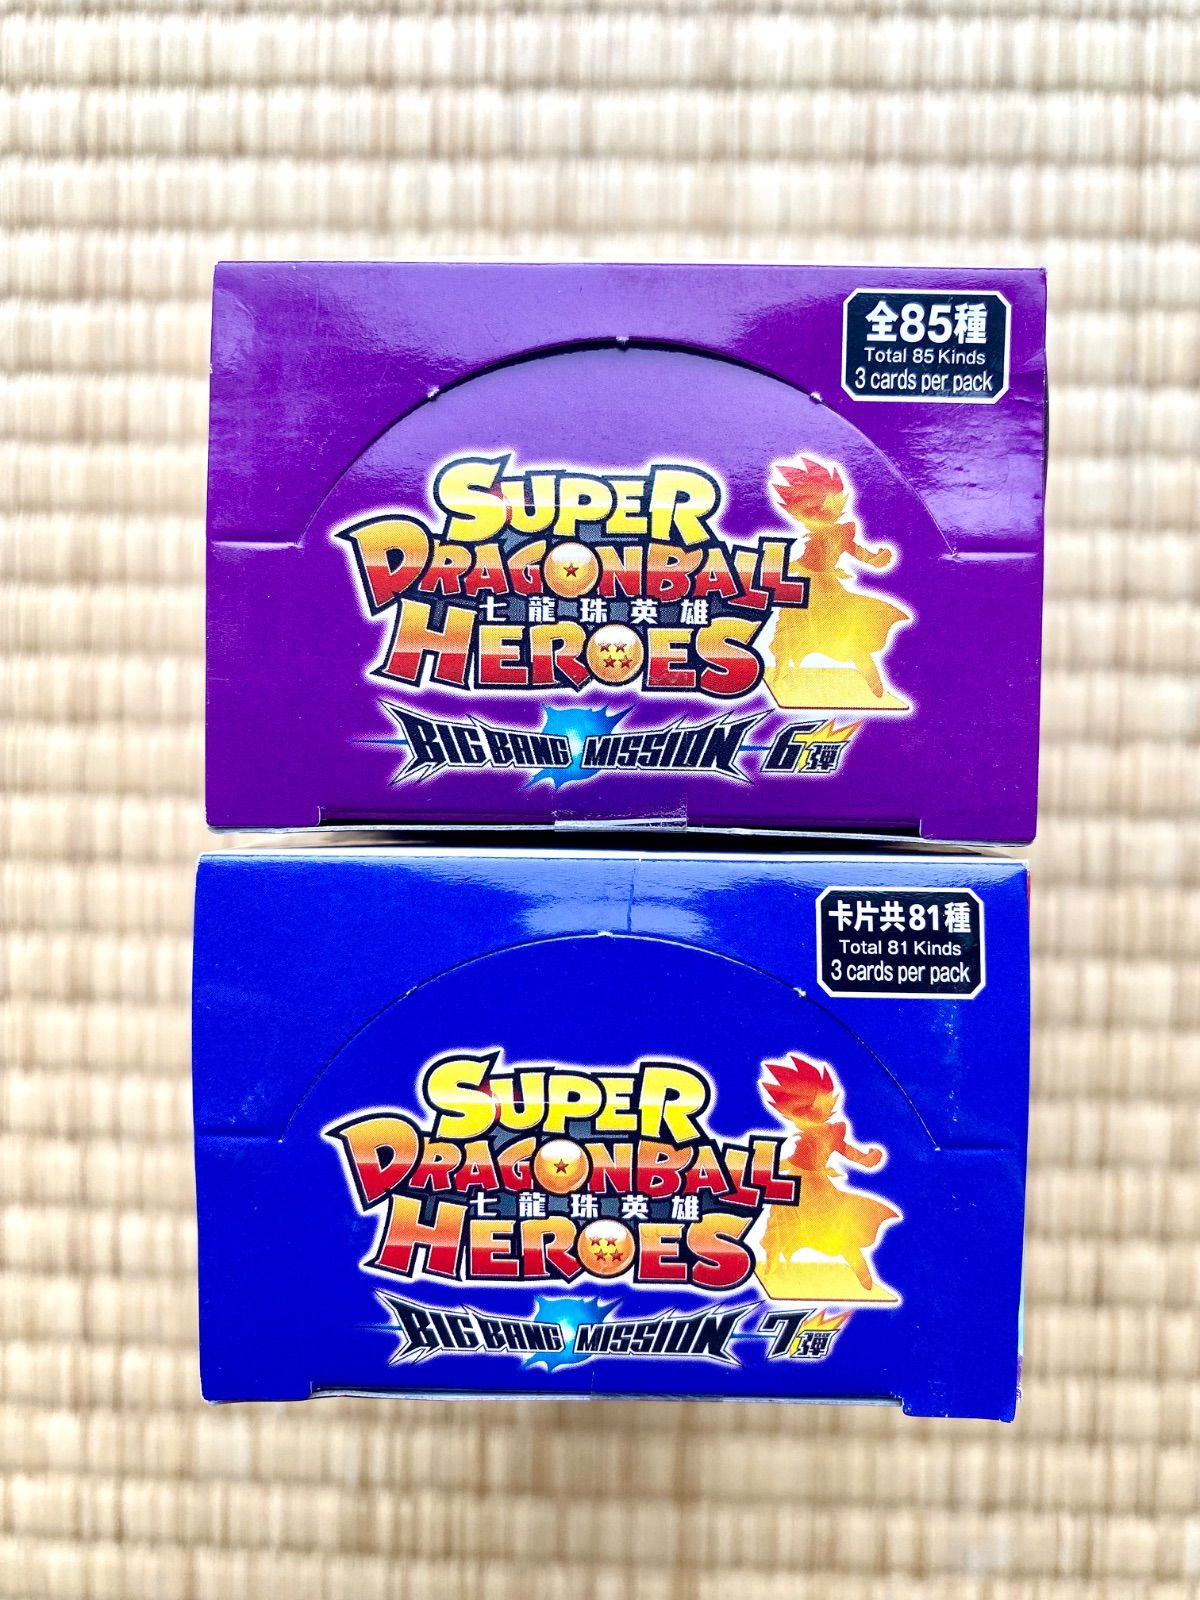 全85種
Total 85 Kinds
3 cards per pack
SUPER
DRAGONBALL
七龍珠英雄
HEROES
BIG BANG MISSION 6彈
卡片共81種
Total 81 Kinds
3 cards per pack
SUPER
DRAGONBALL
七龍珠英雄
HEROES
BIG BANG MISSION 7彈